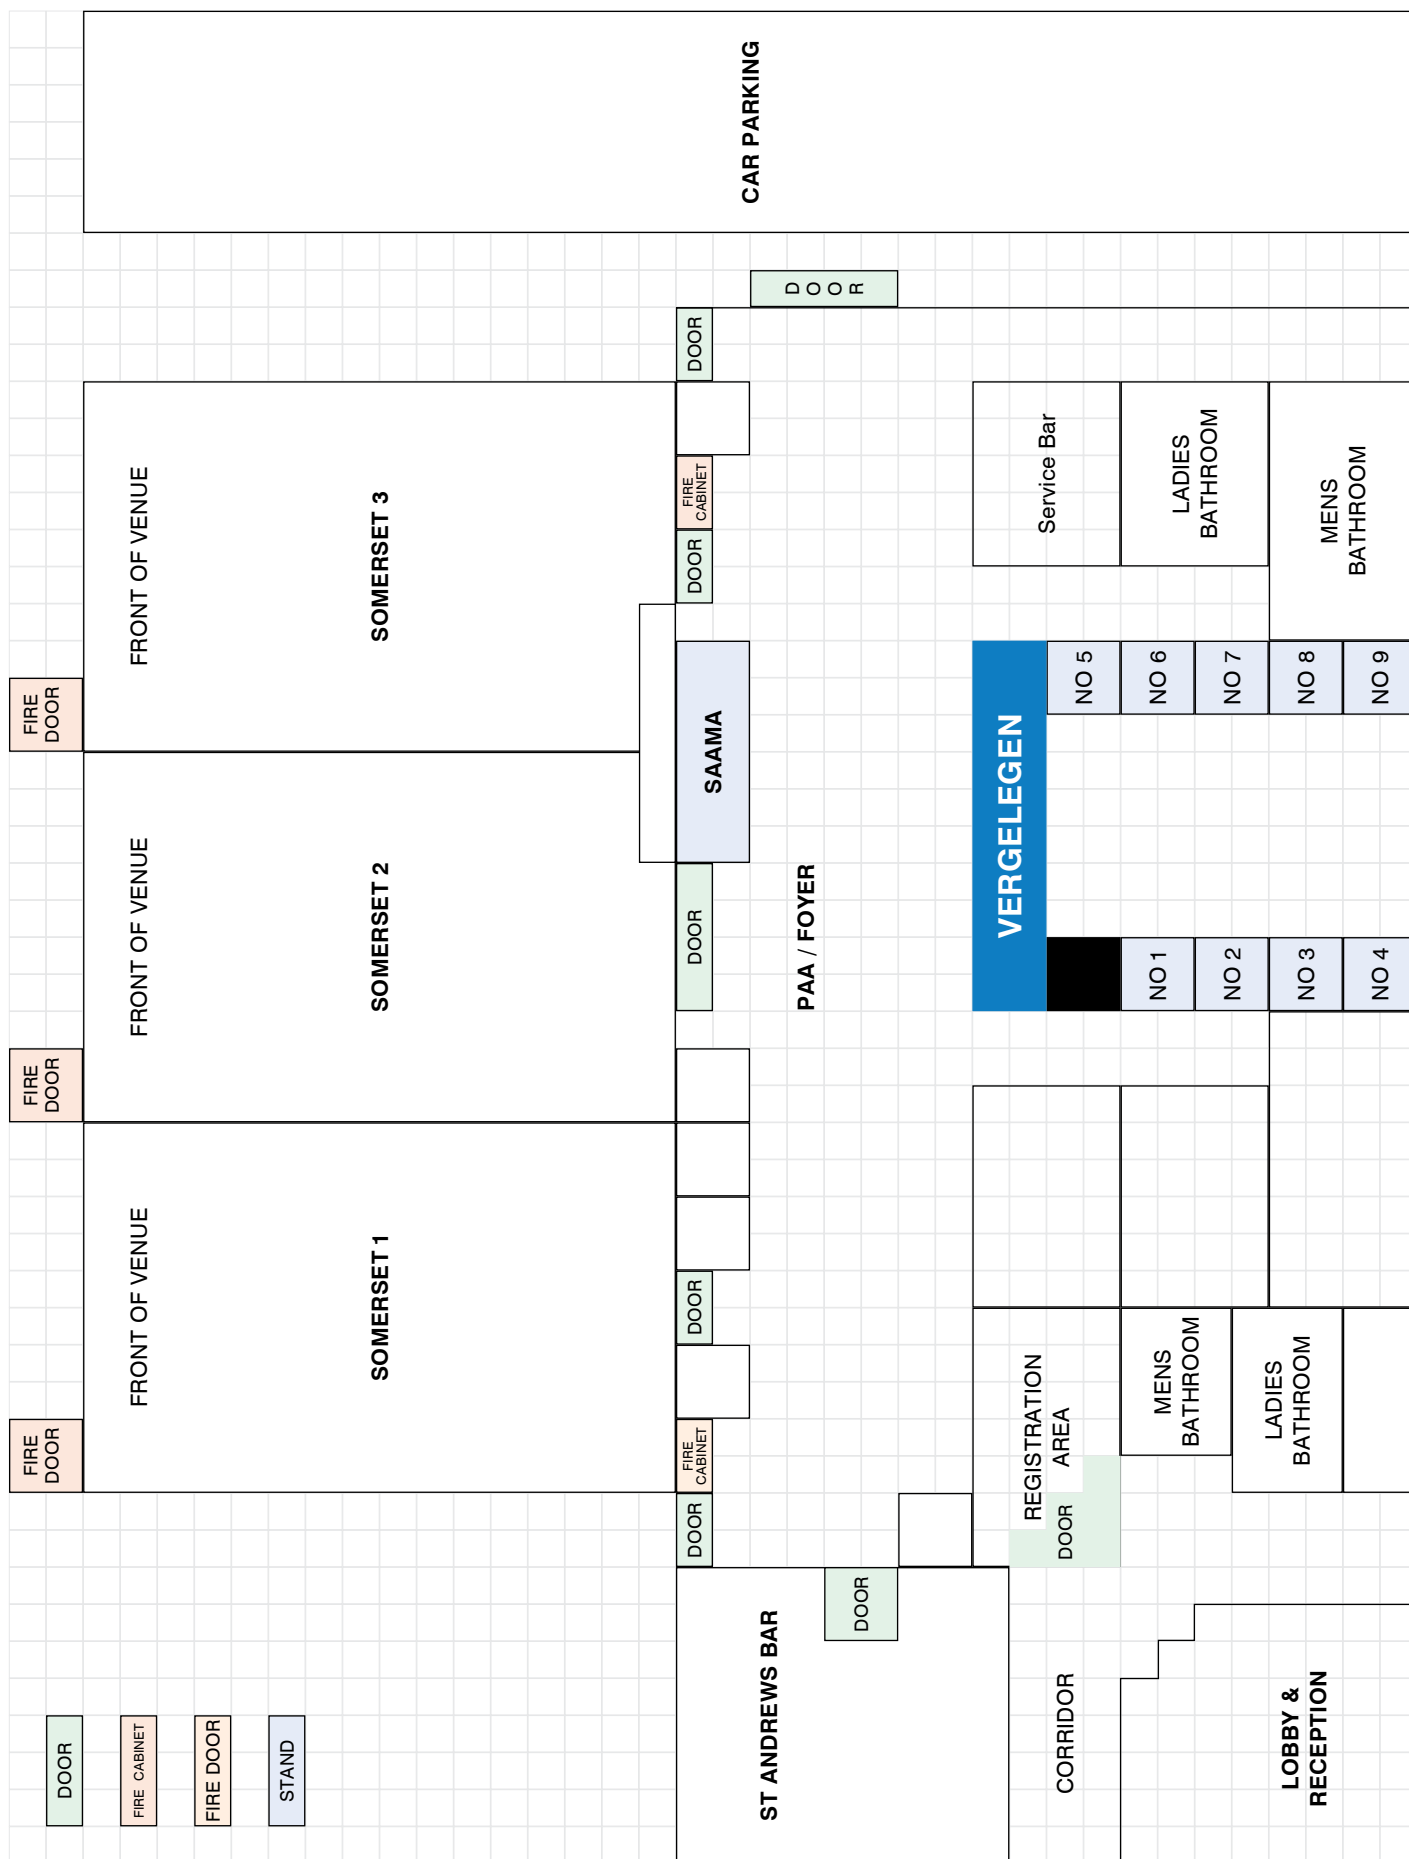 CAR PARKING
D
O
O
R
DOOR
FRONT OF VENUE
SOMERSET 3
FIRE
CABINET
DOOR
FIRE
DOOR
Service Bar
LADIES
BATHROOM
MENS
BATHROOM
SAAMA
VERGELEGEN
NO 5
NO 6
NO 7
NO 8
NO 9
FRONT OF VENUE
SOMERSET 2
DOOR
PAA / FOYER
NO 1
NO 2
NO 3
NO 4
FIRE
DOOR
FRONT OF VENUE
SOMERSET 1
DOOR
FIRE
DOOR
FIRE
CABINET
DOOR
REGISTRATION
AREA
DOOR
MENS
BATHROOM
LADIES
BATHROOM
DOOR
ST ANDREWS BAR
CORRIDOR
LOBBY &
RECEPTION
DOOR
FIRE CABINET
FIRE DOOR
STAND